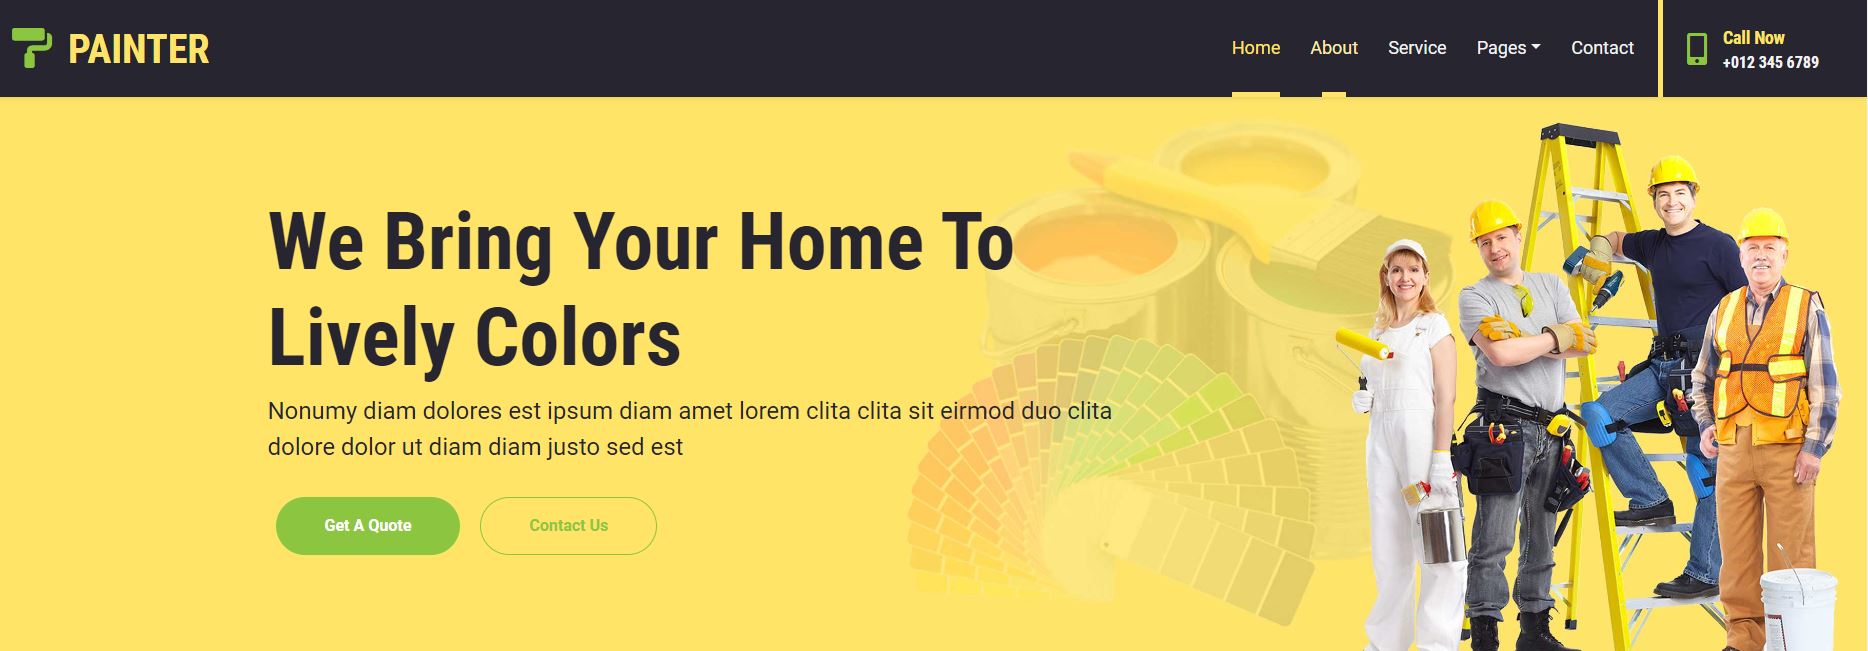 PAINTER
Home About Service Pages Contact
Call Now
+012 345 6789
We Bring Your Home To
Lively Colors
Nonumy diam dolores est ipsum diam amet lorem clita clita sit eirmod duo clita
dolore dolor ut diam diam justo sed est
Get A Quote Contact Us